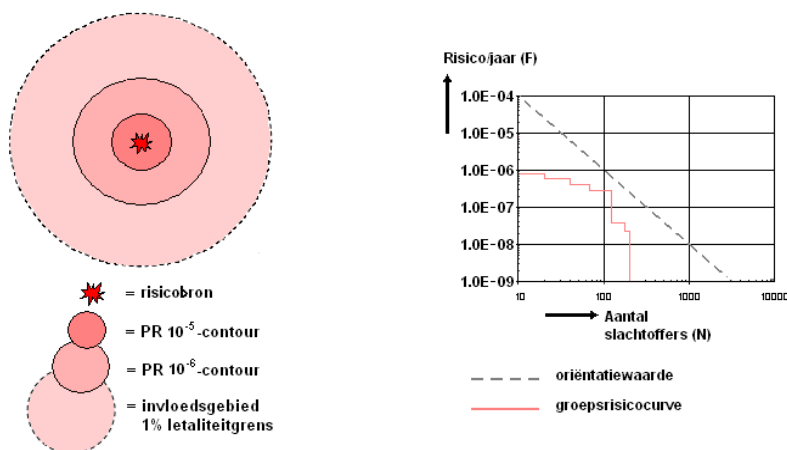 = risicobron
= PR 10⁻⁵-contour
= PR 10⁻⁶-contour
= invloedsgebied
1% letaliteitgrens
Risico/jaar (F)
1.0E-04
1.0E-05
1.0E-06
1.0E-07
1.0E-08
1.0E-09
10
100
1000
10000
Aantal
slachtoffers (N)
oriëntatiewaarde
groepsrisicocurve